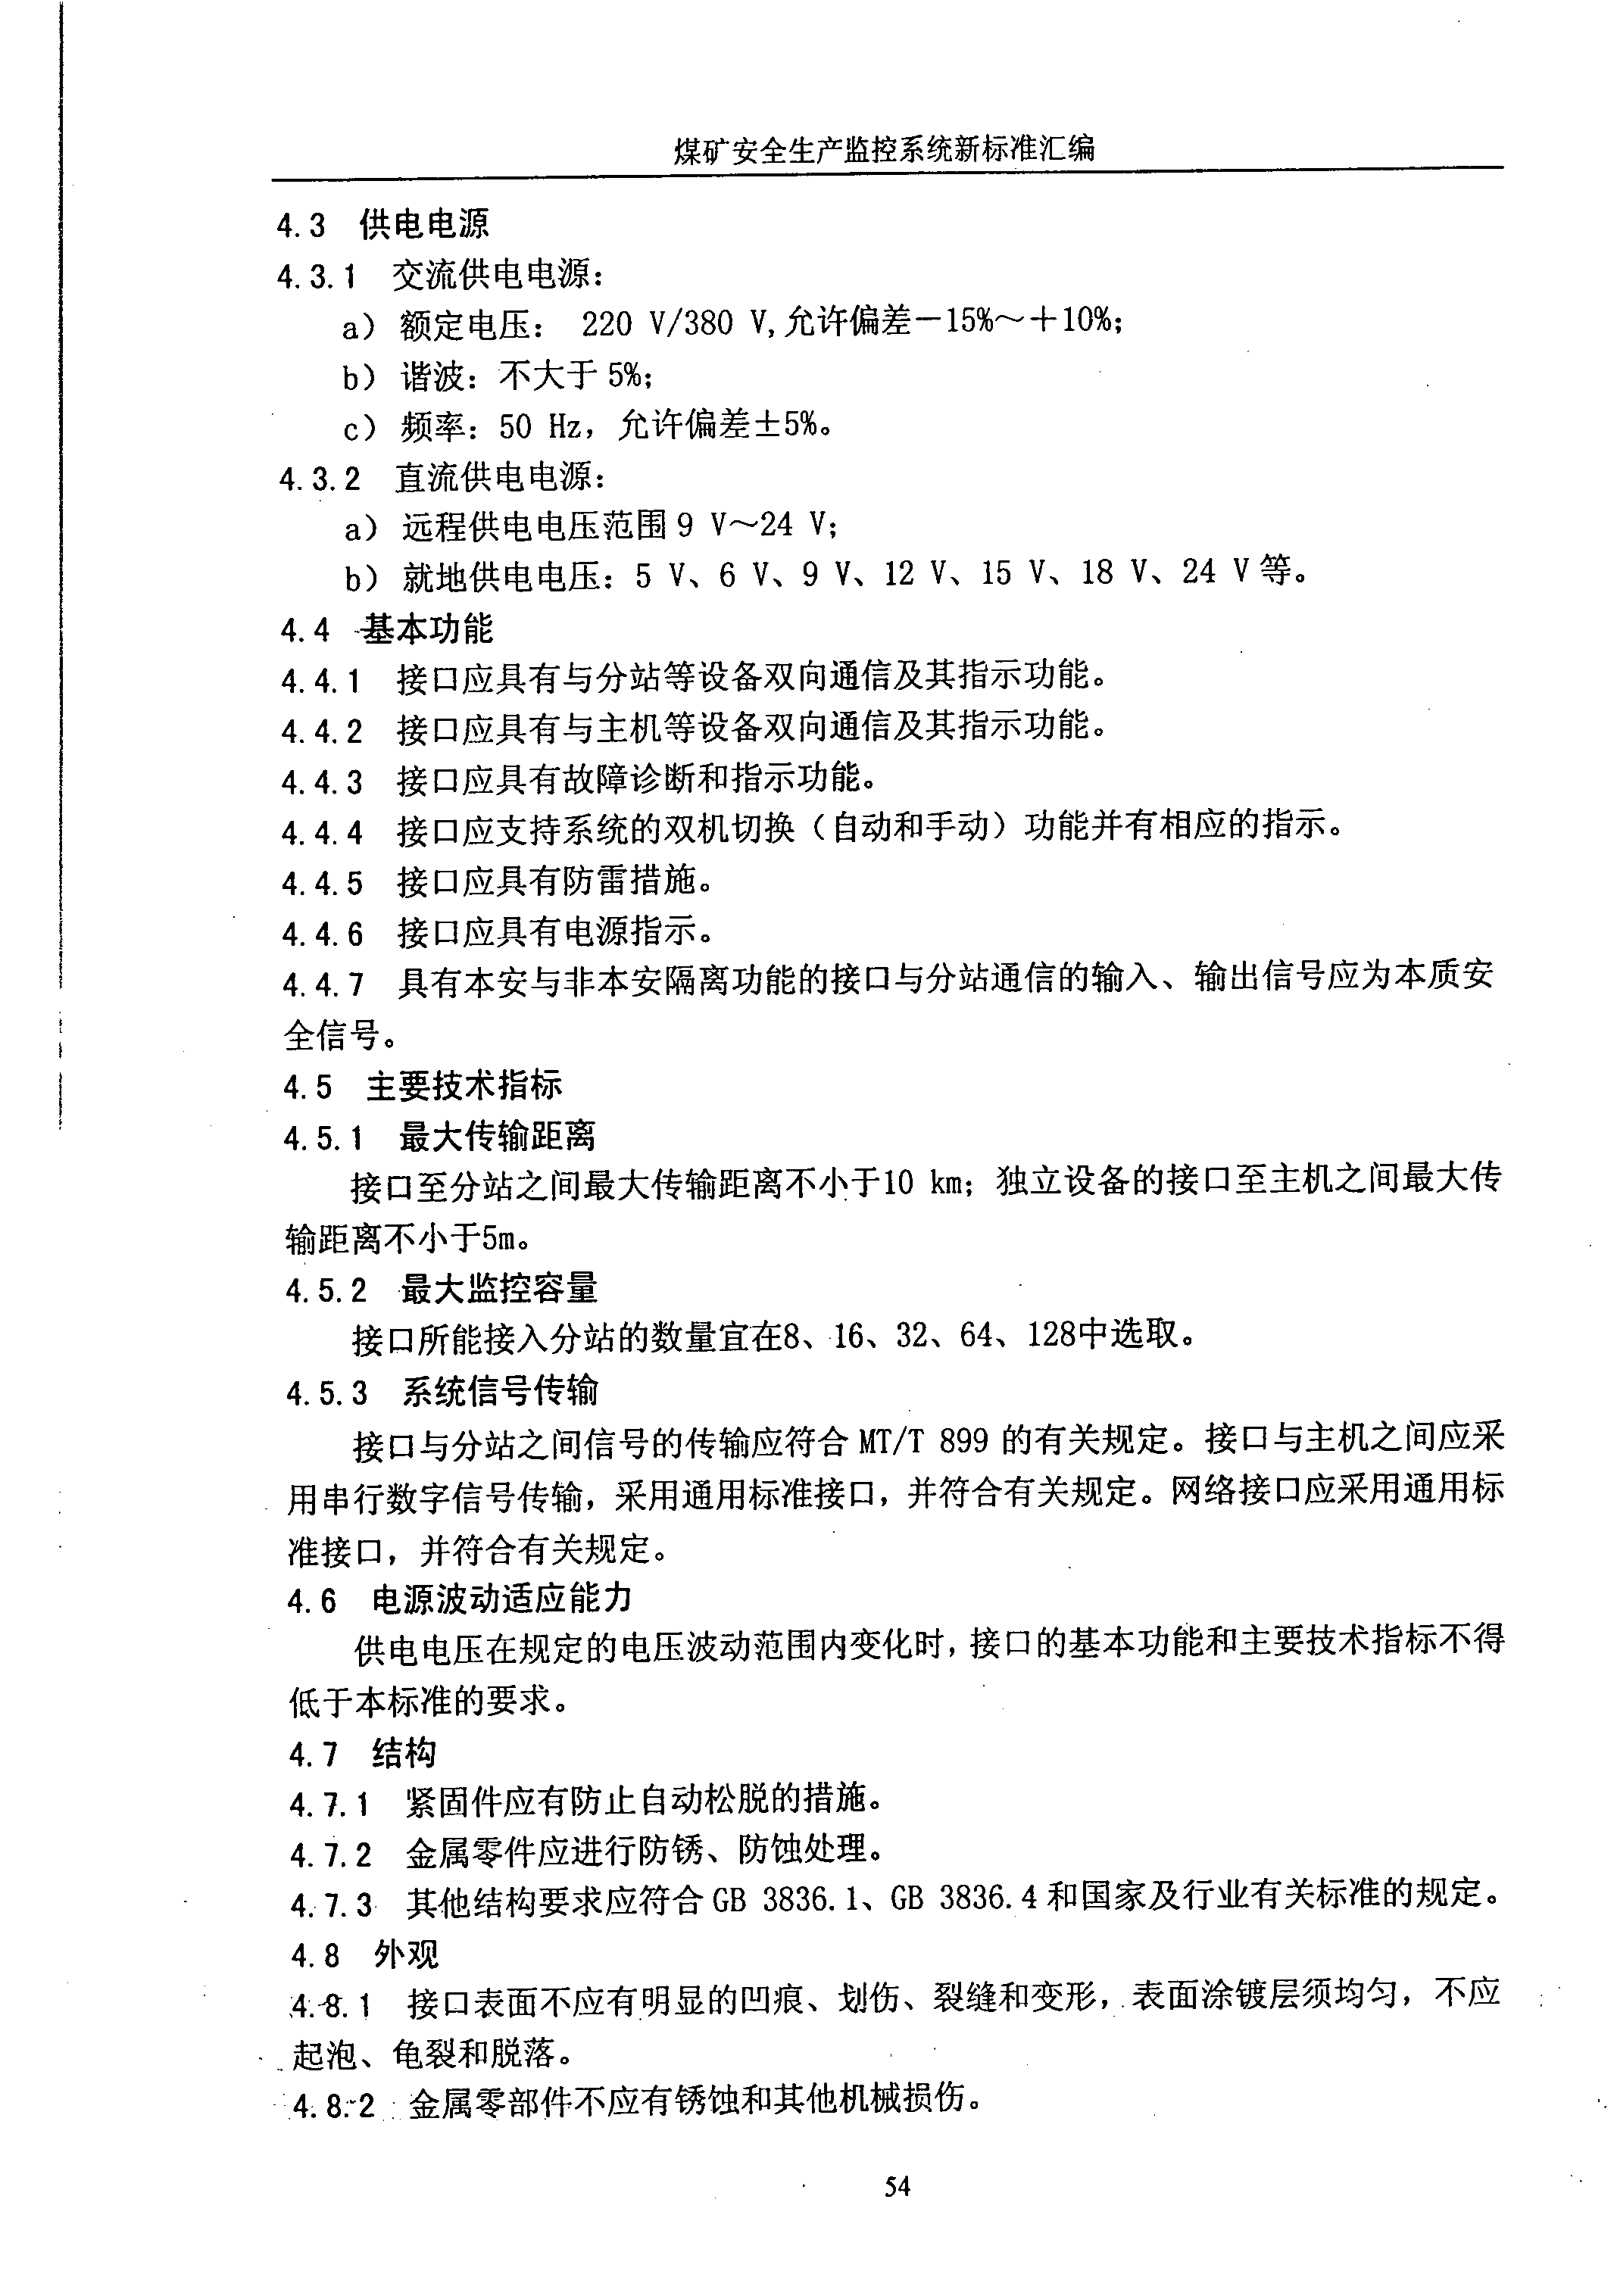 煤矿安全生产监控系统新标准汇编
4.3 供电电源
4.3.1 交流供电电源：
a） 额定电压： 220 V/380 V,允许偏差－15%～＋10%；
b） 谐波：不大于 5%；
c） 频率：50 Hz，允许偏差±5%。
4.3.2 直流供电电源：
a） 远程供电电压范围 9 V～24 V；
b） 就地供电电压：5 V、6 V、9 V、12 V、15 V、18 V、24 V 等。
4.4 基本功能
4.4.1 接口应具有与分站等设备双向通信及其指示功能。
4.4.2 接口应具有与主机等设备双向通信及其指示功能。
4.4.3 接口应具有故障诊断和指示功能。
4.4.4 接口应支持系统的双机切换（自动和手动）功能并有相应的指示。
4.4.5 接口应具有防雷措施。
4.4.6 接口应具有电源指示。
4.4.7 具有本安与非本安隔离功能的接口与分站通信的输入、输出信号应为本质安
全信号。
4.5 主要技术指标
4.5.1 最大传输距离
接口至分站之间最大传输距离不小于10 km；独立设备的接口至主机之间最大传
输距离不小于5m。
4.5.2 最大监控容量
接口所能接入分站的数量宜在8、16、32、64、128中选取。
4.5.3 系统信号传输
接口与分站之间信号的传输应符合 MT/T 899 的有关规定。接口与主机之间应采
用串行数字信号传输，采用通用标准接口，并符合有关规定。网络接口应采用通用标
准接口，并符合有关规定。
4.6 电源波动适应能力
供电电压在规定的电压波动范围内变化时，接口的基本功能和主要技术指标不得
低于本标准的要求。
4.7 结构
4.7.1 紧固件应有防止自动松脱的措施。
4.7.2 金属零件应进行防锈、防蚀处理。
4.7.3 其他结构要求应符合 GB 3836.1、GB 3836.4 和国家及行业有关标准的规定。
4.8 外观
4.8.1 接口表面不应有明显的凹痕、划伤、裂缝和变形，表面涂镀层须均匀，不应
起泡、龟裂和脱落。
4.8.2 金属零部件不应有锈蚀和其他机械损伤。
54